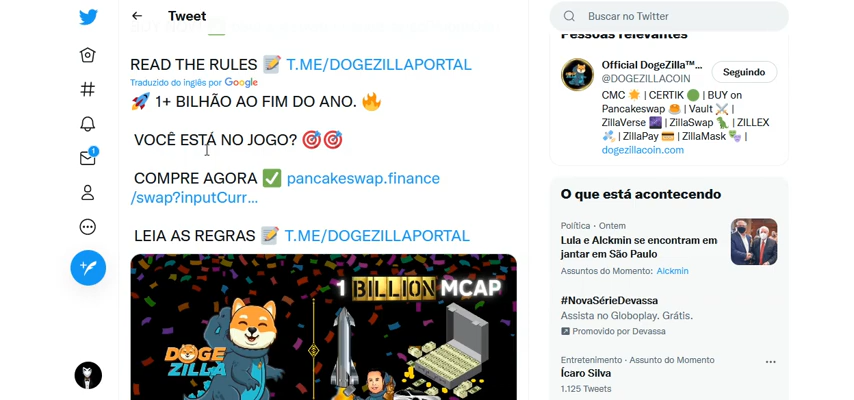 Tweet
READ THE RULES 📝 T.ME/DOGEZILLAPORTAL
Traduzido do inglês por Google
🚀 1+ BILHÃO AO FIM DO ANO. 🔥
VOCÊ ESTÁ NO JOGO? 🎯🎯
COMPRE AGORA ✅ pancakeswap.finance
/swap?inputCurr...
LEIA AS REGRAS 📝 T.ME/DOGEZILLAPORTAL
1 BILLION MCAP
DOGE
ZILLA
1
Buscar no Twitter
Pessoas relevantes
Official DogeZilla™...
@DOGEZILLACOIN
Seguindo
CMC 🌟 | CERTIK 🟢 | BUY on
Pancakeswap 🥞 | Vault ⚔️ |
ZillaVerse 🌌 | ZillaSwap 🦖 | ZILLEX
💱 | ZillaPay 💳 | ZillaMask 🎭 |
dogezillacoin.com
O que está acontecendo
Política · Ontem
Lula e Alckmin se encontram em
jantar em São Paulo
Assuntos do Momento: Alckmin
#NovaSérieDevassa
Assista no Globoplay. Grátis.
Promovido por Devassa
Entretenimento · Assunto do Momento
Ícaro Silva
1.125 Tweets